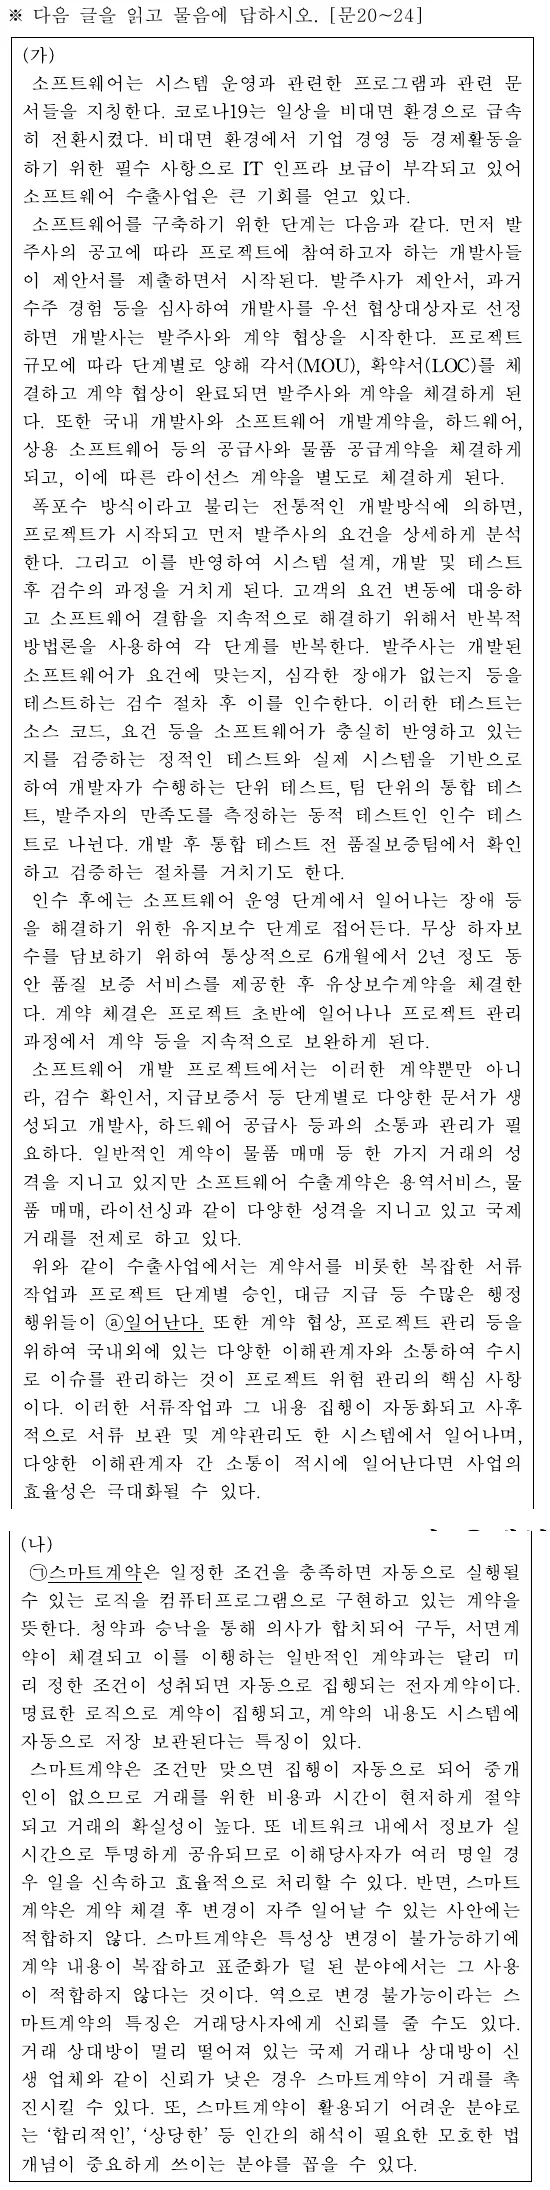 ※ 다음 글을 읽고 물음에 답하시오. [문20~24]
(가)
소프트웨어는 시스템 운영과 관련한 프로그램과 관련 문
서들을 지칭한다. 코로나19는 일상을 비대면 환경으로 급속
히 전환시켰다. 비대면 환경에서 기업 경영 등 경제활동을
하기 위한 필수 사항으로 IT 인프라 보급이 부각되고 있어
소프트웨어 수출사업은 큰 기회를 얻고 있다.
소프트웨어를 구축하기 위한 단계는 다음과 같다. 먼저 발
주사의 공고에 따라 프로젝트에 참여하고자 하는 개발사들
이 제안서를 제출하면서 시작된다. 발주사가 제안서, 과거
수주 경험 등을 심사하여 개발사를 우선 협상대상자로 선정
하면 개발사는 발주사와 계약 협상을 시작한다. 프로젝트
규모에 따라 단계별로 양해 각서(MOU), 확약서(LOC)를 체
결하고 계약 협상이 완료되면 발주사와 계약을 체결하게 된
다. 또한 국내 개발사와 소프트웨어 개발계약을, 하드웨어,
상용 소프트웨어 등의 공급사와 물품 공급계약을 체결하게
되고, 이에 따른 라이선스 계약을 별도로 체결하게 된다.
폭포수 방식이라고 불리는 전통적인 개발방식에 의하면,
프로젝트가 시작되고 먼저 발주사의 요건을 상세하게 분석
한다. 그리고 이를 반영하여 시스템 설계, 개발 및 테스트
후 검수의 과정을 거치게 된다. 고객의 요건 변동에 대응하
고 소프트웨어 결함을 지속적으로 해결하기 위해서 반복적
방법론을 사용하여 각 단계를 반복한다. 발주사는 개발된
소프트웨어가 요건에 맞는지, 심각한 장애가 없는지 등을
테스트하는 검수 절차 후 이를 인수한다. 이러한 테스트는
소스 코드, 요건 등을 소프트웨어가 충실히 반영하고 있는
지를 검증하는 정적인 테스트와 실제 시스템을 기반으로
하여 개발자가 수행하는 단위 테스트, 팀 단위의 통합 테스
트, 발주자의 만족도를 측정하는 동적 테스트인 인수 테스
트로 나뉜다. 개발 후 통합 테스트 전 품질보증팀에서 확인
하고 검증하는 절차를 거치기도 한다.
인수 후에는 소프트웨어 운영 단계에서 일어나는 장애 등
을 해결하기 위한 유지보수 단계로 접어든다. 무상 하자보
수를 담보하기 위하여 통상적으로 6개월에서 2년 정도 동
안 품질 보증 서비스를 제공한 후 유상보수계약을 체결한
다. 계약 체결은 프로젝트 초반에 일어나나 프로젝트 관리
과정에서 계약 등을 지속적으로 보완하게 된다.
소프트웨어 개발 프로젝트에서는 이러한 계약뿐만 아니
라, 검수 확인서, 지급보증서 등 단계별로 다양한 문서가 생
성되고 개발사, 하드웨어 공급사 등과의 소통과 관리가 필
요하다. 일반적인 계약이 물품 매매 등 한 가지 거래의 성
격을 지니고 있지만 소프트웨어 수출계약은 용역서비스, 물
품 매매, 라이선싱과 같이 다양한 성격을 지니고 있고 국제
거래를 전제로 하고 있다.
위와 같이 수출사업에서는 계약서를 비롯한 복잡한 서류
작업과 프로젝트 단계별 승인, 대금 지급 등 수많은 행정
행위들이 ⓐ일어난다. 또한 계약 협상, 프로젝트 관리 등을
위하여 국내외에 있는 다양한 이해관계자와 소통하여 수시
로 이슈를 관리하는 것이 프로젝트 위험 관리의 핵심 사항
이다. 이러한 서류작업과 그 내용 집행이 자동화되고 사후
적으로 서류 보관 및 계약관리도 한 시스템에서 일어나며,
다양한 이해관계자 간 소통이 적시에 일어난다면 사업의
효율성은 극대화될 수 있다.
(나)
㉠스마트계약은 일정한 조건을 충족하면 자동으로 실행될
수 있는 로직을 컴퓨터프로그램으로 구현하고 있는 계약을
뜻한다. 청약과 승낙을 통해 의사가 합치되어 구두, 서면계
약이 체결되고 이를 이행하는 일반적인 계약과는 달리 미
리 정한 조건이 성취되면 자동으로 집행되는 전자계약이다.
명료한 로직으로 계약이 집행되고, 계약의 내용도 시스템에
자동으로 저장 보관된다는 특징이 있다.
스마트계약은 조건만 맞으면 집행이 자동으로 되어 중개
인이 없으므로 거래를 위한 비용과 시간이 현저하게 절약
되고 거래의 확실성이 높다. 또 네트워크 내에서 정보가 실
시간으로 투명하게 공유되므로 이해당사자가 여러 명일 경
우 일을 신속하고 효율적으로 처리할 수 있다. 반면, 스마트
계약은 계약 체결 후 변경이 자주 일어날 수 있는 사안에는
적합하지 않다. 스마트계약은 특성상 변경이 불가능하기에
계약 내용이 복잡하고 표준화가 덜 된 분야에서는 그 사용
이 적합하지 않다는 것이다. 역으로 변경 불가능이라는 스
마트계약의 특징은 거래당사자에게 신뢰를 줄 수도 있다.
거래 상대방이 멀리 떨어져 있는 국제 거래나 상대방이 신
생 업체와 같이 신뢰가 낮은 경우 스마트계약이 거래를 촉
진시킬 수 있다. 또, 스마트계약이 활용되기 어려운 분야로
는 ‘합리적인’, ‘상당한’ 등 인간의 해석이 필요한 모호한 법
개념이 중요하게 쓰이는 분야를 꼽을 수 있다.